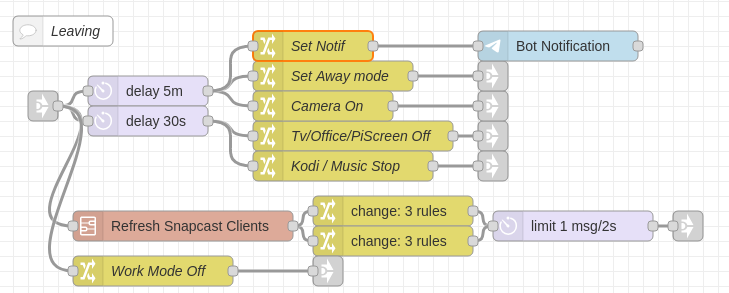 Leaving
Set Notif
Bot Notification
delay 5m
Set Away mode
delay 30s
Camera On
Tv/Office/PiScreen Off
Kodi / Music Stop
Refresh Snapcast Clients
change: 3 rules
limit 1 msg/2s
change: 3 rules
Work Mode Off